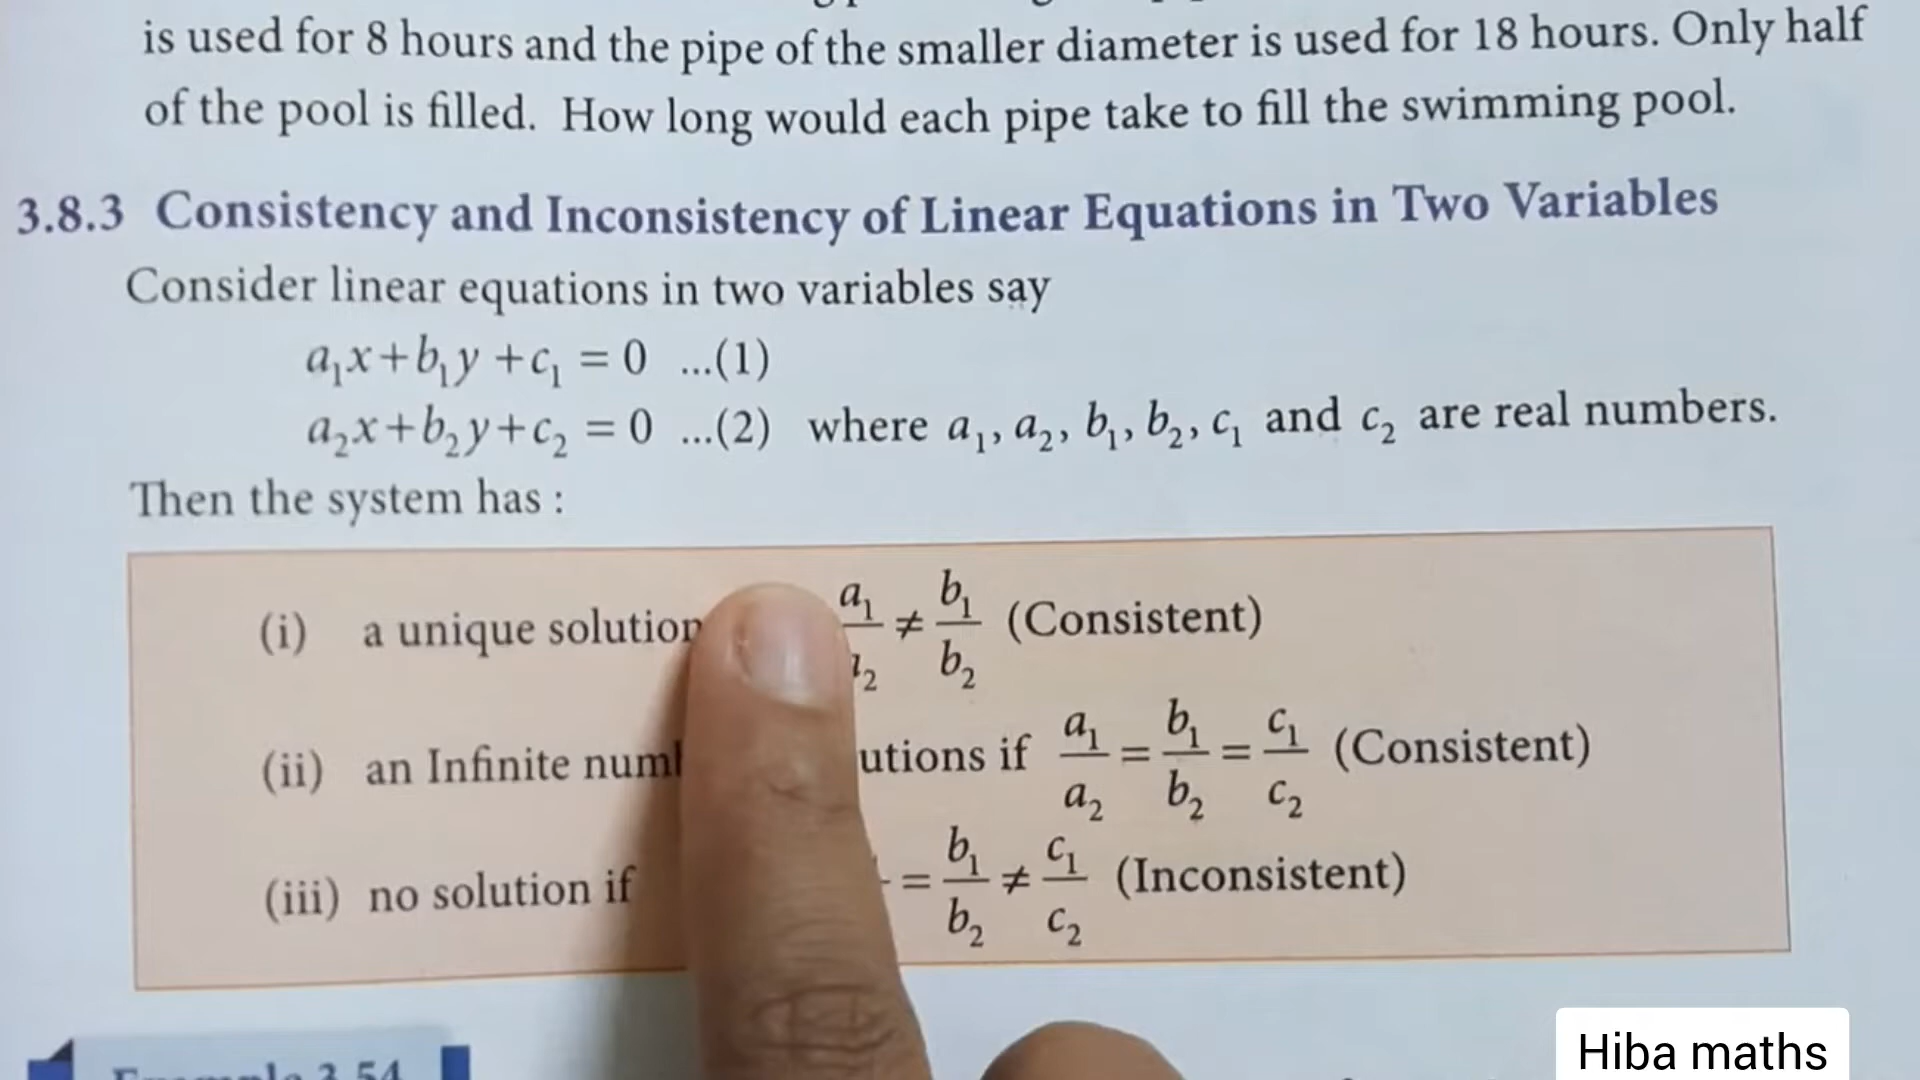 is used for 8 hours and the pipe of the smaller diameter is used for 18 hours. Only half
of the pool is filled. How long would each pipe take to fill the swimming pool.
3.8.3 Consistency and Inconsistency of Linear Equations in Two Variables
Consider linear equations in two variables say
a₁x+b₁y+c₁ = 0 ...(1)
a₂x+b₂y+c₂ = 0 ...(2) where a₁, a₂, b₁, b₂, c₁ and c₂ are real numbers.
Then the system has :
(i) a unique solution a₁/a₂ ≠ b₁/b₂ (Consistent)
(ii) an Infinite utions if a₁/a₂ = b₁/b₂ = c₁/c₂ (Consistent)
(iii) no solution if = b₁/b₂ ≠ c₁/c₂ (Inconsistent)
Example 3.54
Hiba maths